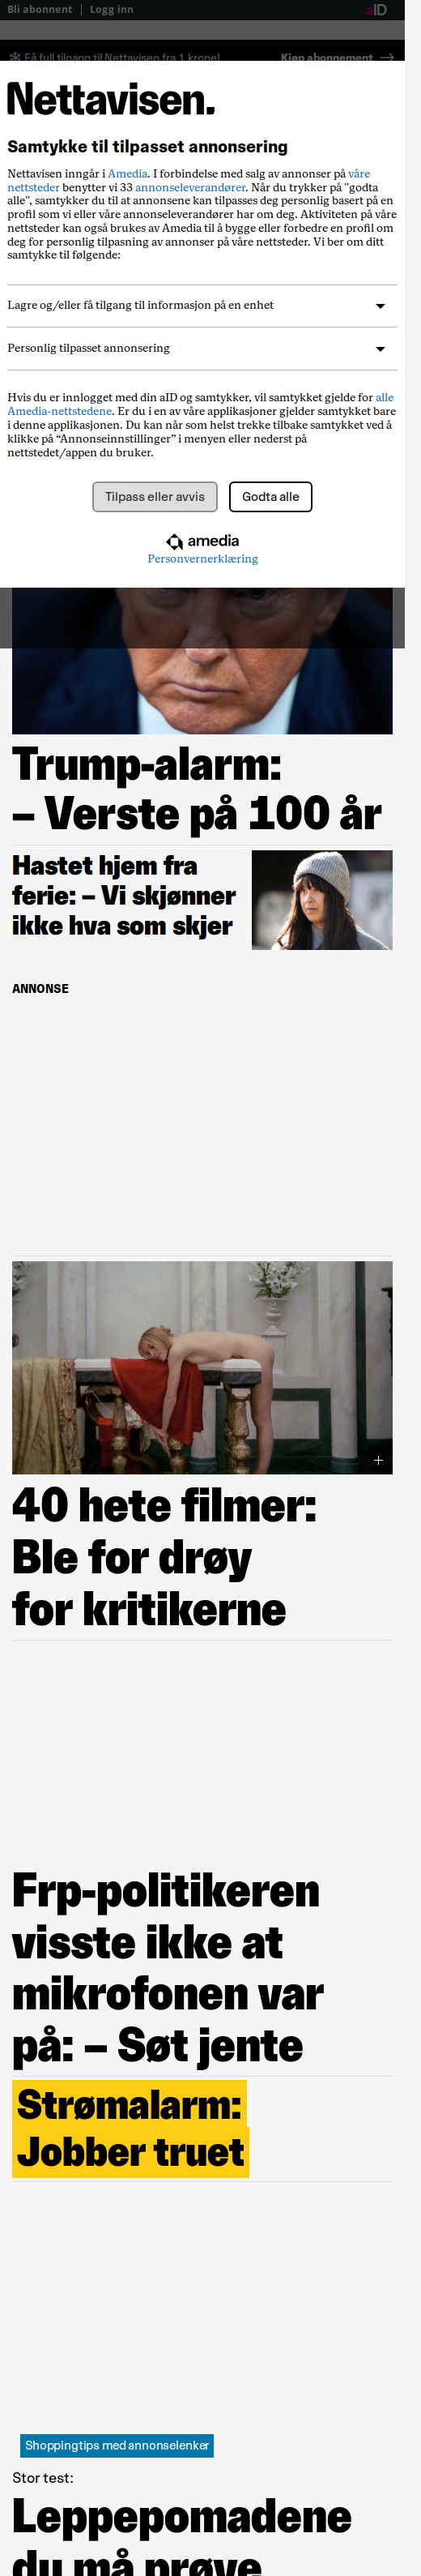 Bli abonnent | Logg inn
aID
Få full tilgang til Nettavisen fra 1 krone!
Kjøp abonnement →
Nettavisen.
Samtykke til tilpasset annonsering
Nettavisen inngår i Amedia. I forbindelse med salg av annonser på våre
nettsteder benytter vi 33 annonseleverandører. Når du trykker på "godta
alle", samtykker du til at annonsene kan tilpasses deg personlig basert på en
profil som vi eller våre annonseleverandører har om deg. Aktiviteten på våre
nettsteder kan også brukes av Amedia til å bygge eller forbedre en profil om
deg for personlig tilpasning av annonser på våre nettsteder. Vi ber om ditt
samtykke til følgende:
Lagre og/eller få tilgang til informasjon på en enhet
Personlig tilpasset annonsering
Hvis du er innlogget med din aID og samtykker, vil samtykket gjelde for alle
Amedia-nettstedene. Er du i en av våre applikasjoner gjelder samtykket bare
i denne applikasjonen. Du kan når som helst trekke tilbake samtykket ved å
klikke på “Annonseinnstillinger” i menyen eller nederst på
nettstedet/appen du bruker.
Tilpass eller avvis
Godta alle
amedia
Personvernerklæring
Trump-alarm:
– Verste på 100 år
Hastet hjem fra
ferie: – Vi skjønner
ikke hva som skjer
ANNONSE
40 hete filmer:
Ble for drøy
for kritikerne
Frp-politikeren
visste ikke at
mikrofonen var
på: – Søt jente
Strømalarm:
Jobber truet
Shoppingtips med annonselenker
Stor test:
Leppepomadene
du må prøve